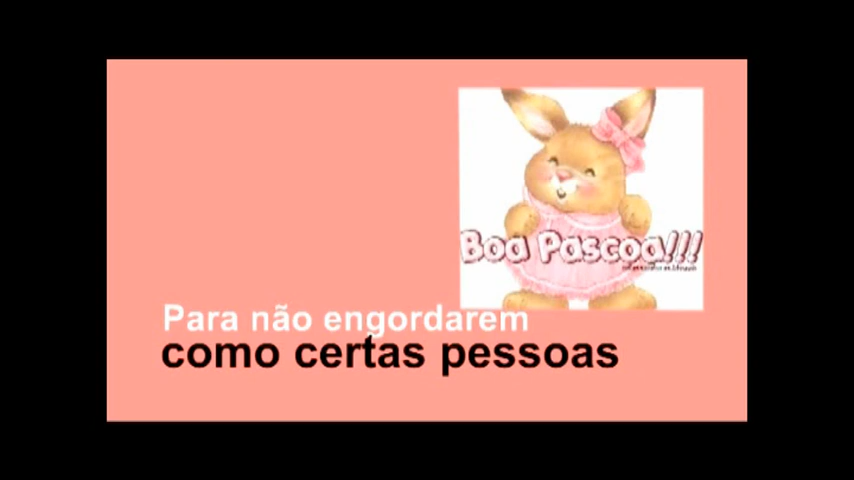 Boa Pascoa!!!
Para não engordarem
como certas pessoas